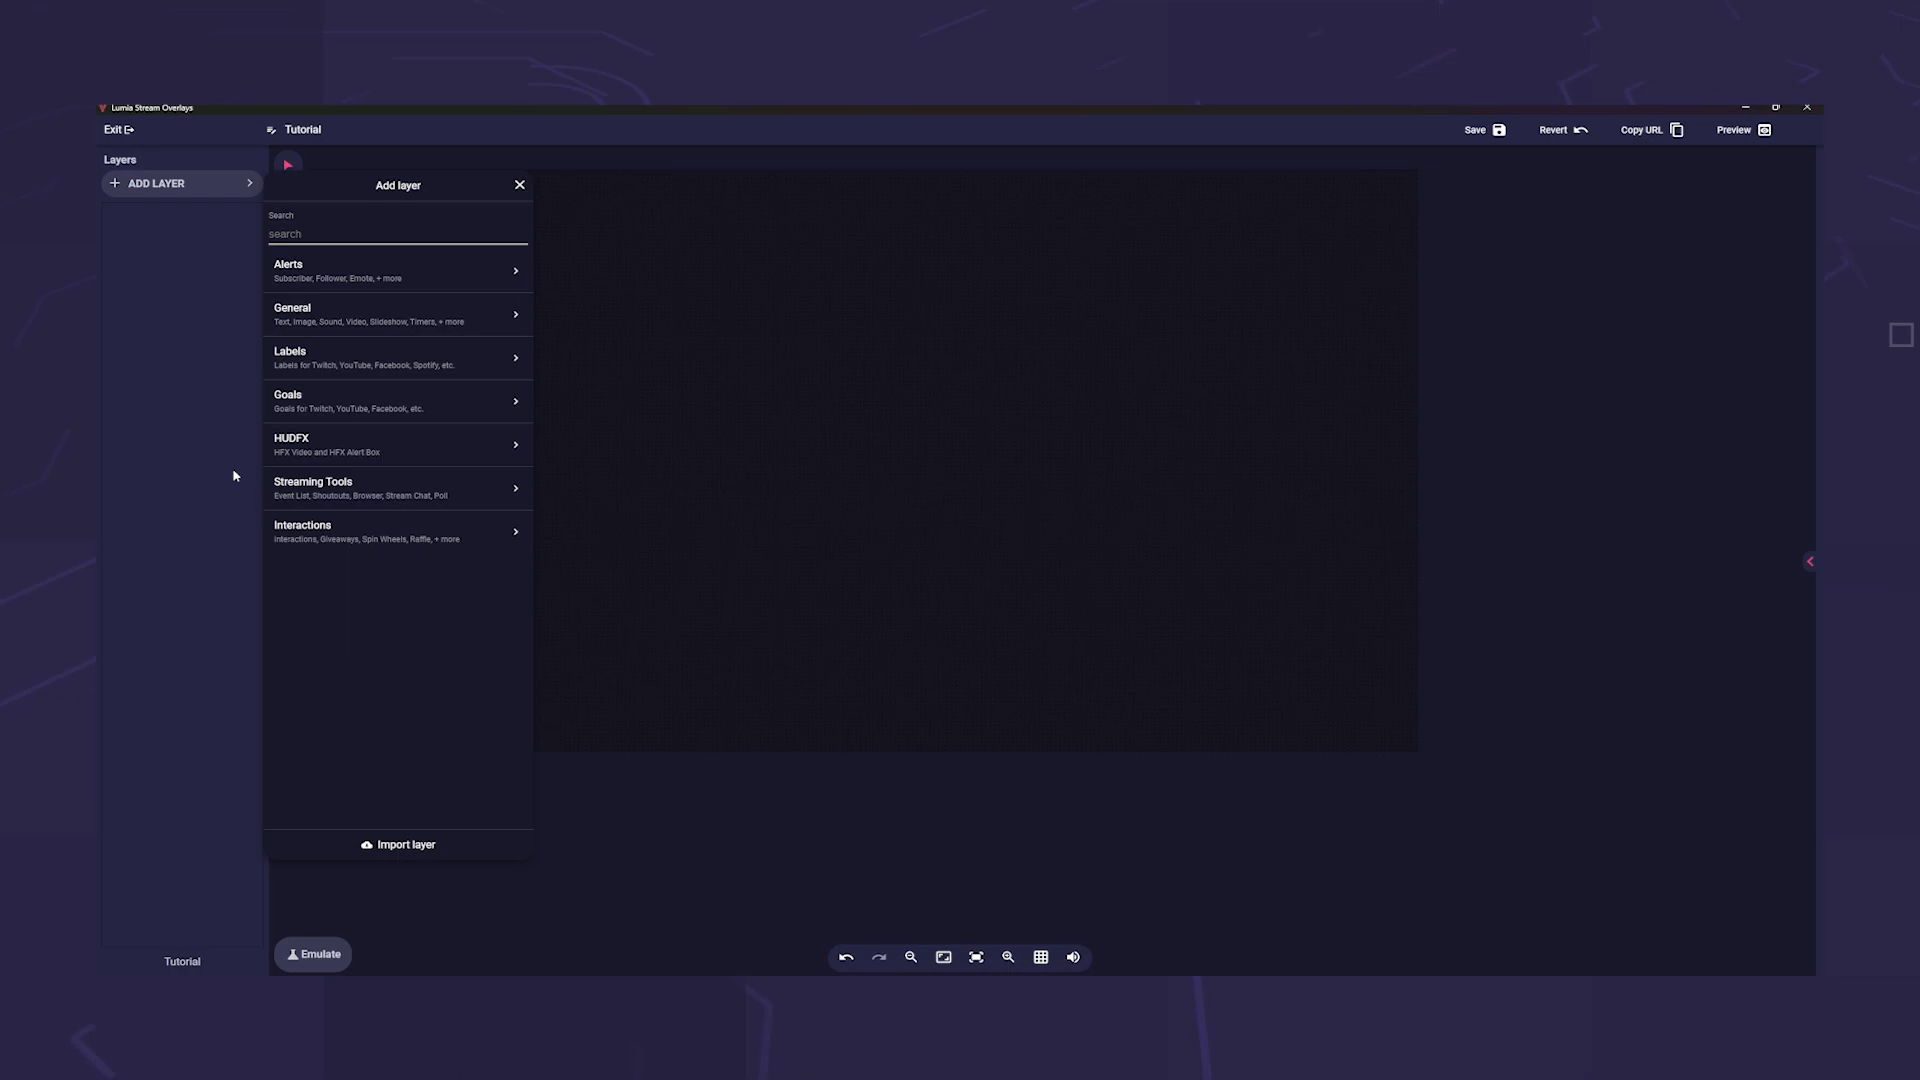 Lumia Stream Overlays
Exit
Tutorial
Save
Revert
Copy URL
Preview
Layers
ADD LAYER
Add layer
Search
search
Alerts
Subscriber, Follower, Emote, + more
General
Text, Image, Sound, Video, Slideshow, Timers, + more
Labels
Labels for Twitch, YouTube, Facebook, Spotify, etc.
Goals
Goals for Twitch, YouTube, Facebook, etc.
HUDFX
HFX Video and HFX Alert Box
Streaming Tools
Event List, Shoutouts, Browser, Stream Chat, Poll
Interactions
Interactions, Giveaways, Spin Wheels, Raffle, + more
Import layer
Emulate
Tutorial